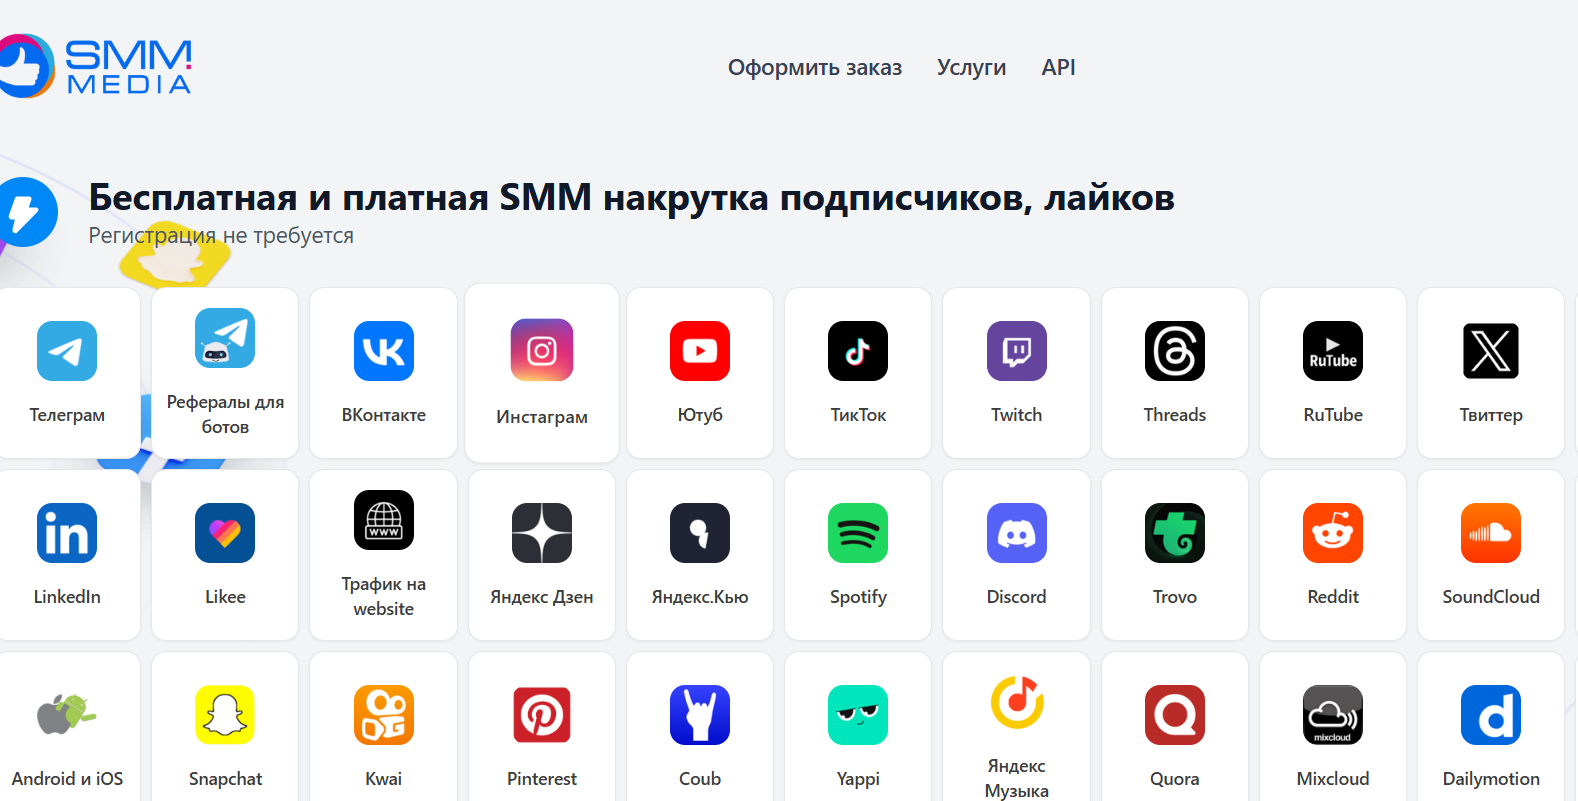 SMM!
MEDIA
Оформить заказ
Услуги
API
Бесплатная и платная SMM накрутка подписчиков, лайков
Регистрация не требуется
Телеграм
Рефералы для
ботов
ВКонтакте
Инстаграм
Ютуб
ТикТок
Twitch
Threads
RuTube
RuTube
Твиттер
in
LinkedIn
Likee
www
Трафик на
website
Яндекс Дзен
Яндекс.Кью
Spotify
Discord
Trovo
Reddit
SoundCloud
Android и iOS
Snapchat
Kwai
Pinterest
Coub
Yappi
Яндекс
Музыка
Quora
mixcloud
Mixcloud
d
Dailymotion